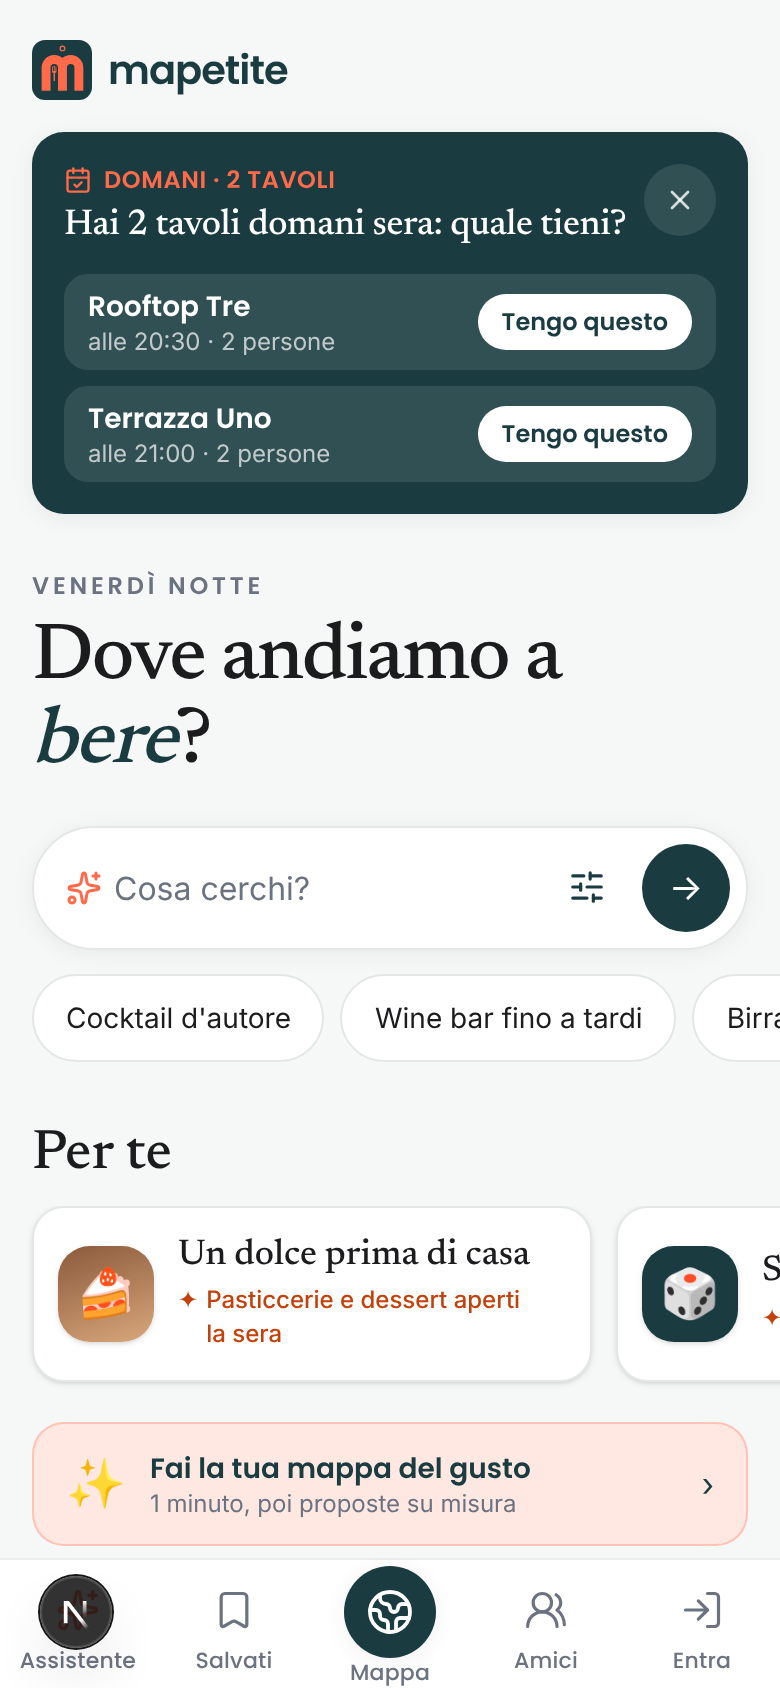 mapetite
DOMANI · 2 TAVOLI
Hai 2 tavoli domani sera: quale tieni?
Rooftop Tre
alle 20:30 · 2 persone
Tengo questo
Terrazza Uno
alle 21:00 · 2 persone
Tengo questo
VENERDÌ NOTTE
Dove andiamo a
bere?
Cosa cerchi?
Cocktail d'autore
Wine bar fino a tardi
Birra
Per te
Un dolce prima di casa
✦ Pasticcerie e dessert aperti
la sera
S
✦
Fai la tua mappa del gusto
1 minuto, poi proposte su misura
›
N
Assistente
Salvati
Mappa
Amici
Entra